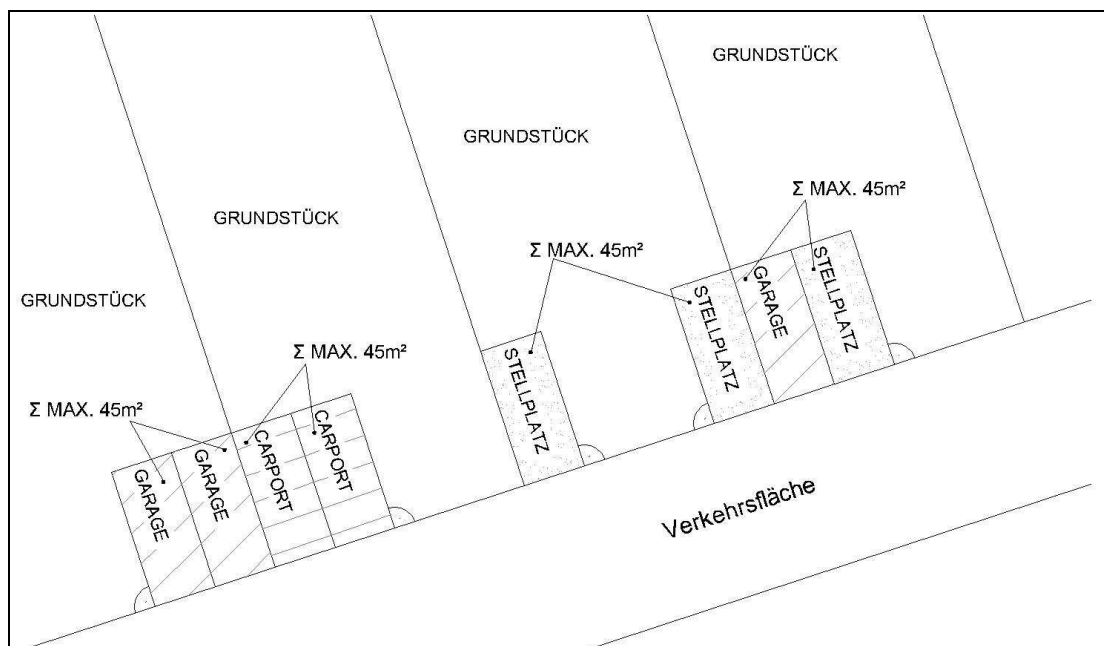 GRUNDSTÜCK
GRUNDSTÜCK
GRUNDSTÜCK
GRUNDSTÜCK
Σ MAX. 45m²
Σ MAX. 45m²
Σ MAX. 45m²
Σ MAX. 45m²
GARAGE
GARAGE
CARPORT
CARPORT
STELLPLATZ
STELLPLATZ
GARAGE
STELLPLATZ
Verkehrsfläche